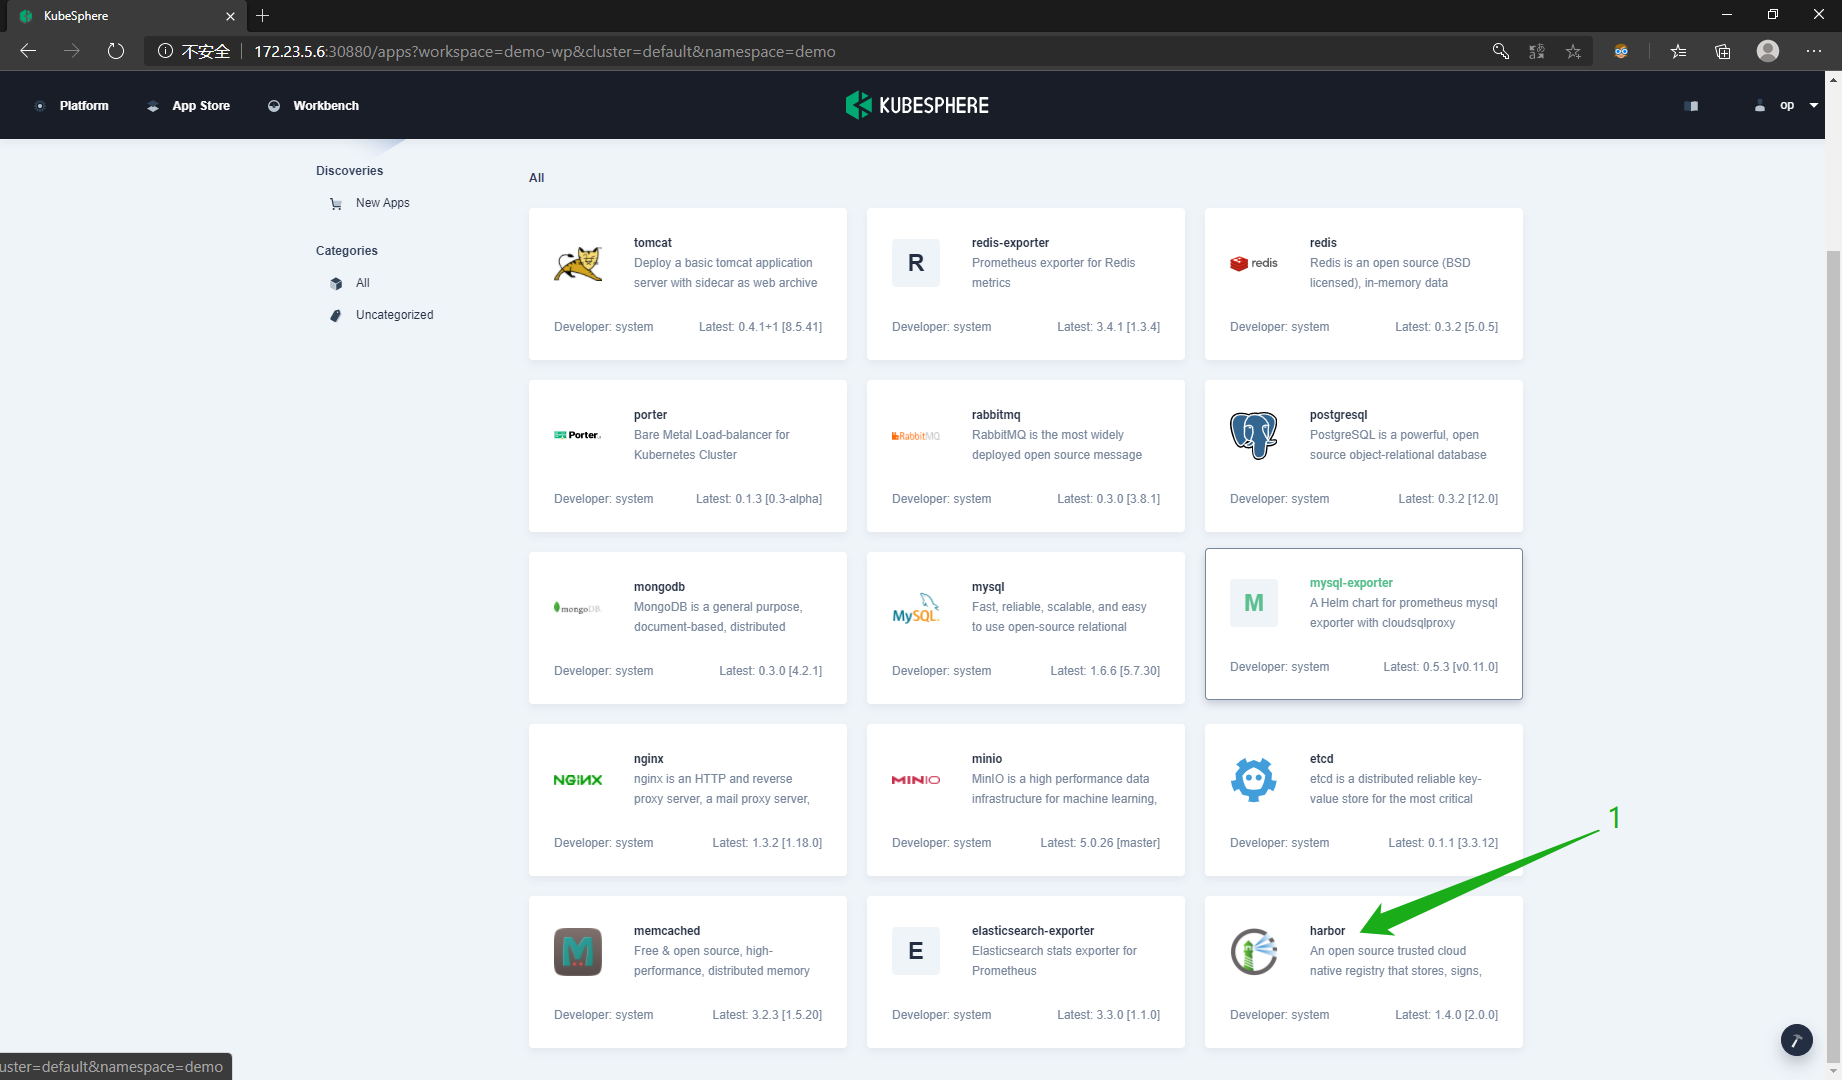 KubeSphere
不安全
172.23.5.6:30880/apps?workspace=demo-wp&cluster=default&namespace=demo
Platform
App Store
Workbench
KUBESPHERE
op
Discoveries
New Apps
Categories
All
Uncategorized
All
tomcat
Deploy a basic tomcat application
server with sidecar as web archive
Developer: system
Latest: 0.4.1+1 [8.5.41]
R
redis-exporter
Prometheus exporter for Redis
metrics
Developer: system
Latest: 3.4.1 [1.3.4]
redis
redis
Redis is an open source (BSD
licensed), in-memory data
Developer: system
Latest: 0.3.2 [5.0.5]
Porter
porter
Bare Metal Load-balancer for
Kubernetes Cluster
Developer: system
Latest: 0.1.3 [0.3-alpha]
RabbitMQ
rabbitmq
RabbitMQ is the most widely
deployed open source message
Developer: system
Latest: 0.3.0 [3.8.1]
postgresql
PostgreSQL is a powerful, open
source object-relational database
Developer: system
Latest: 0.3.2 [12.0]
mongoDB
mongodb
MongoDB is a general purpose,
document-based, distributed
Developer: system
Latest: 0.3.0 [4.2.1]
MySQL
mysql
Fast, reliable, scalable, and easy
to use open-source relational
Developer: system
Latest: 1.6.6 [5.7.30]
M
mysql-exporter
A Helm chart for prometheus mysql
exporter with cloudsqlproxy
Developer: system
Latest: 0.5.3 [v0.11.0]
NGINX
nginx
nginx is an HTTP and reverse
proxy server, a mail proxy server,
Developer: system
Latest: 1.3.2 [1.18.0]
MINIO
minio
MinIO is a high performance data
infrastructure for machine learning,
Developer: system
Latest: 5.0.26 [master]
etcd
etcd is a distributed reliable key-
value store for the most critical
Developer: system
Latest: 0.1.1 [3.3.12]
1
M
memcached
Free & open source, high-
performance, distributed memory
Developer: system
Latest: 3.2.3 [1.5.20]
E
elasticsearch-exporter
Elasticsearch stats exporter for
Prometheus
Developer: system
Latest: 3.3.0 [1.1.0]
harbor
An open source trusted cloud
native registry that stores, signs,
Developer: system
Latest: 1.4.0 [2.0.0]
uster=default&namespace=demo